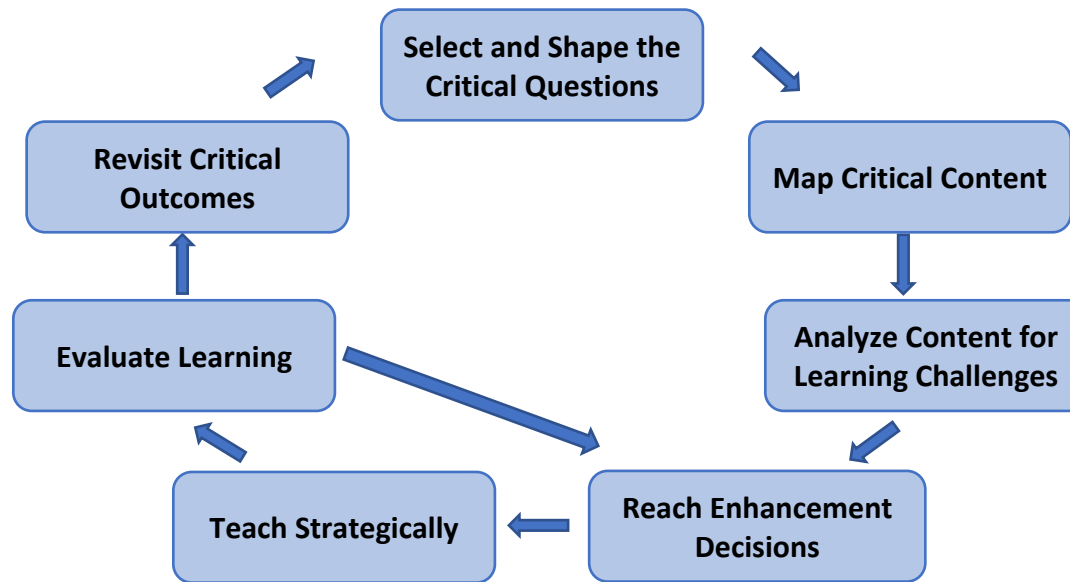 Select and Shape the
Critical Questions
Map Critical Content
Analyze Content for
Learning Challenges
Reach Enhancement
Decisions
Teach Strategically
Evaluate Learning
Revisit Critical
Outcomes